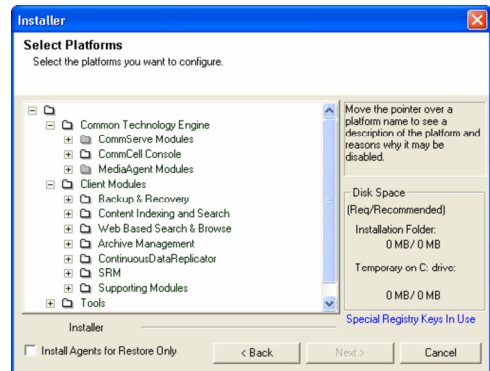 Installer
Select Platforms
Select the platforms you want to configure.
Common Technology Engine
CommServe Modules
CommCell Console
MediaAgent Modules
Client Modules
Backup & Recovery
Content Indexing and Search
Web Based Search & Browse
Archive Management
ContinuousDataReplicator
SRM
Supporting Modules
Tools
Move the pointer over a
platform name to see a
description of the platform and
reasons why it may be
disabled.
Disk Space
(Req/Recommended)
Installation Folder:
0 MB/ 0 MB
Temporary on C: drive:
0 MB/ 0 MB
Special Registry Keys In Use
Installer
Install Agents for Restore Only
< Back
Next >
Cancel